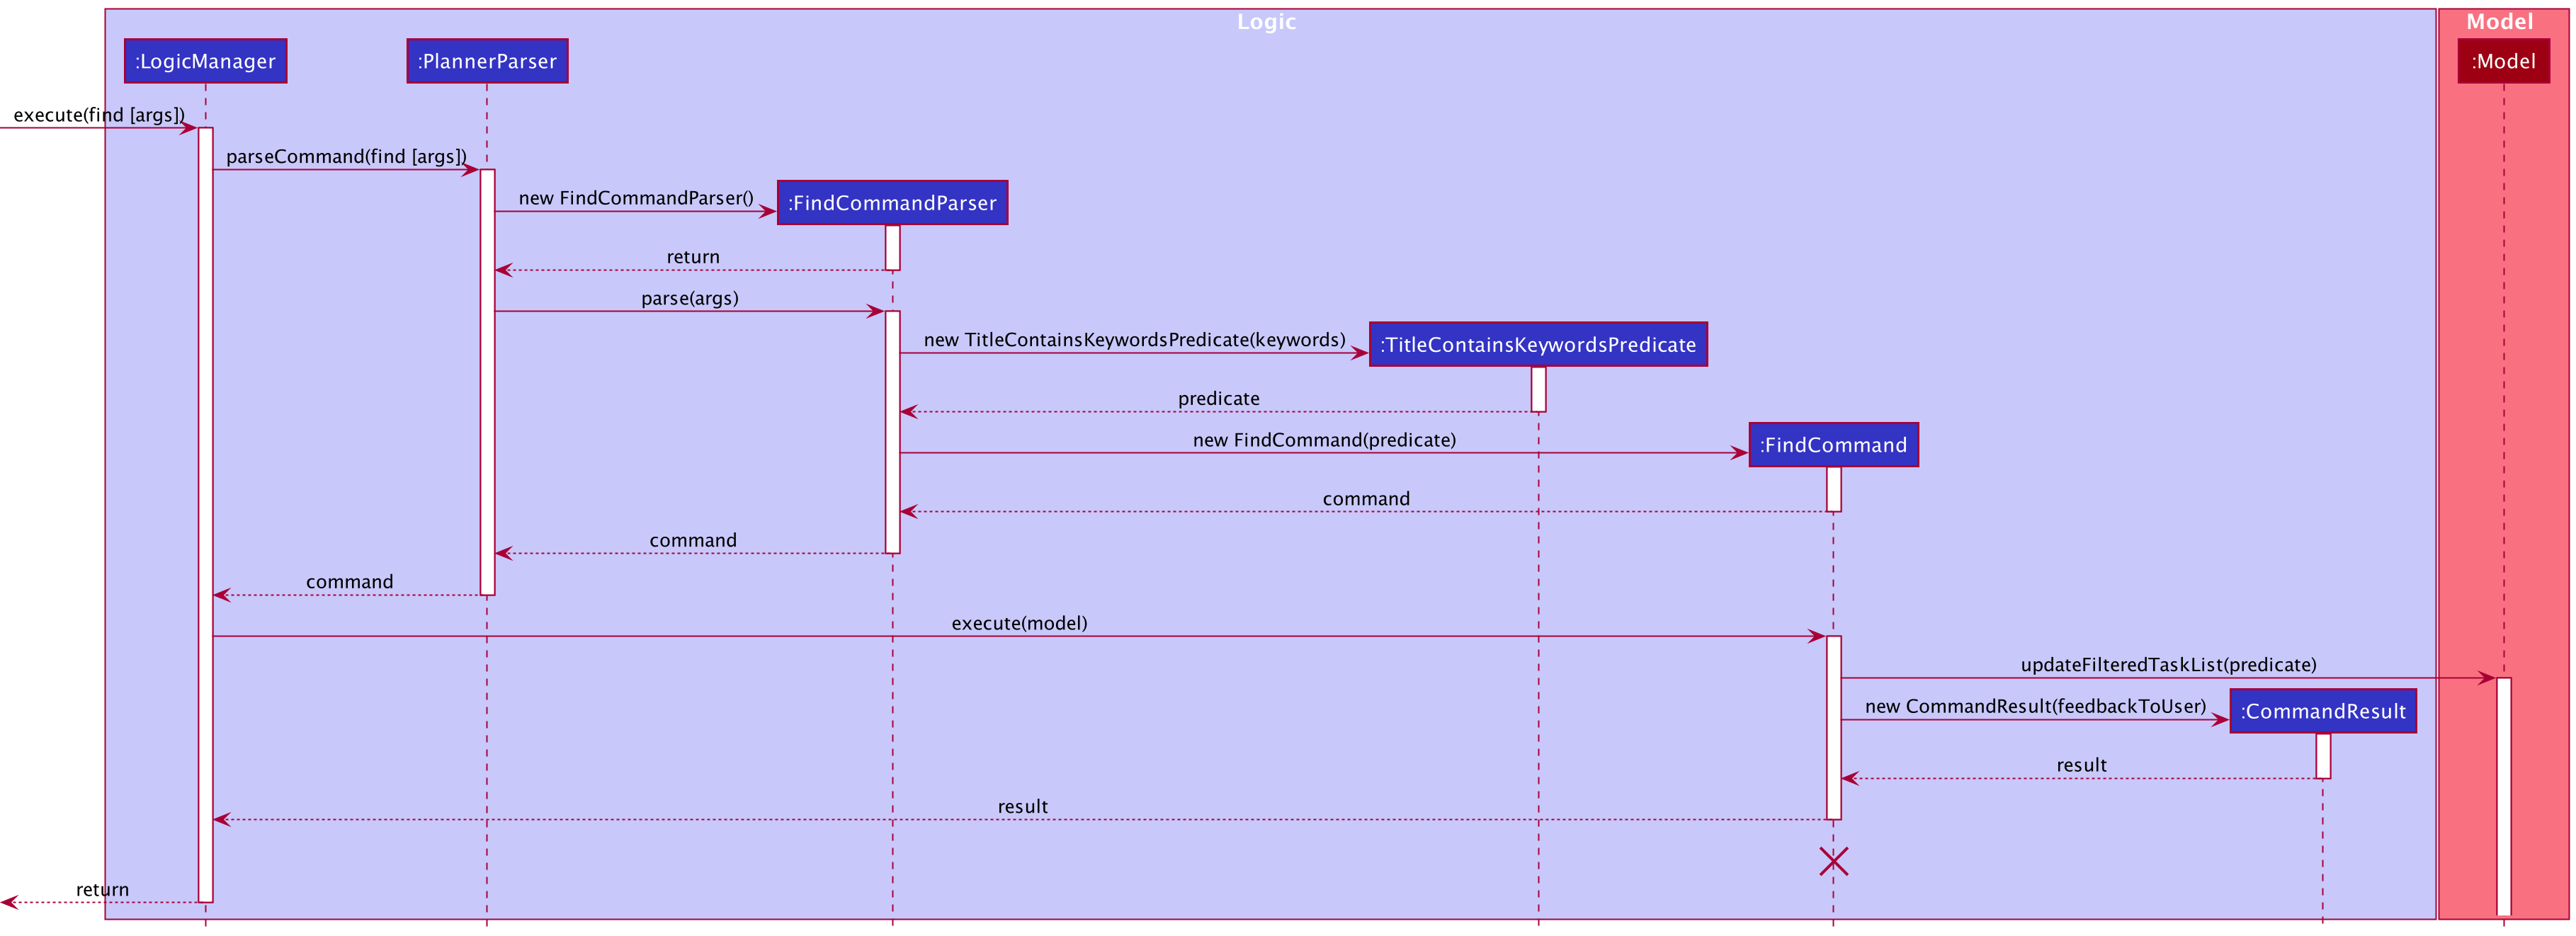 Logic
Model
:LogicManager
:PlannerParser
:Model
execute(find [args])
parseCommand(find [args])
new FindCommandParser()
:FindCommandParser
return
parse(args)
new TitleContainsKeywordsPredicate(keywords)
:TitleContainsKeywordsPredicate
predicate
new FindCommand(predicate)
:FindCommand
command
command
command
execute(model)
updateFilteredTaskList(predicate)
new CommandResult(feedbackToUser)
:CommandResult
result
result
return